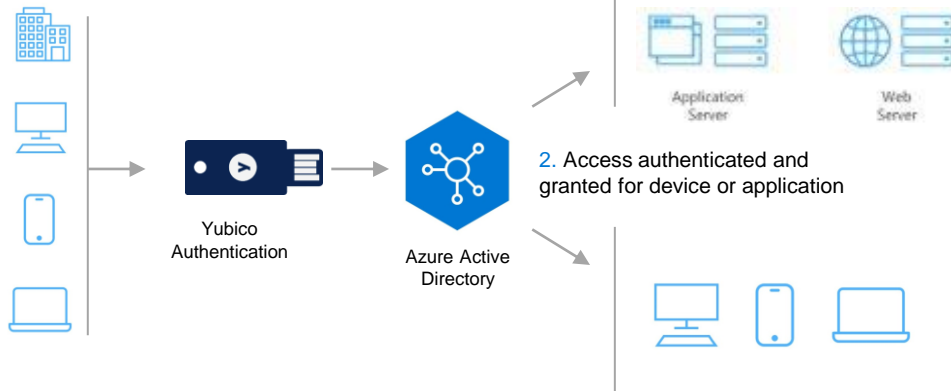 Application
Server
Web
Server
2. Access authenticated and
granted for device or application
y
Yubico
Authentication
Azure Active
Directory